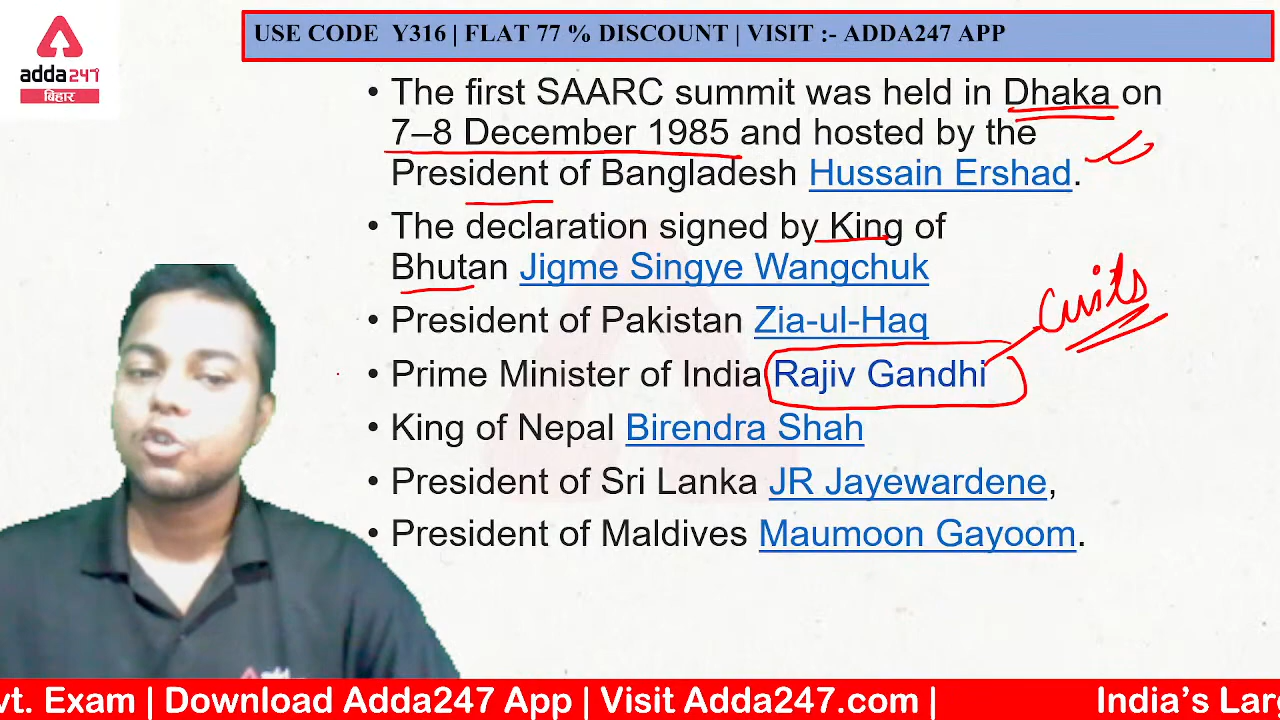 adda247
बिहार
USE CODE Y316 | FLAT 77 % DISCOUNT | VISIT :- ADDA247 APP
• The first SAARC summit was held in Dhaka on
7–8 December 1985 and hosted by the
President of Bangladesh Hussain Ershad.
• The declaration signed by King of
Bhutan Jigme Singye Wangchuk
• President of Pakistan Zia-ul-Haq
• Prime Minister of India Rajiv Gandhi
• King of Nepal Birendra Shah
• President of Sri Lanka JR Jayewardene,
• President of Maldives Maumoon Gayoom.
vt. Exam | Download Adda247 App | Visit Adda247.com | India's Lar